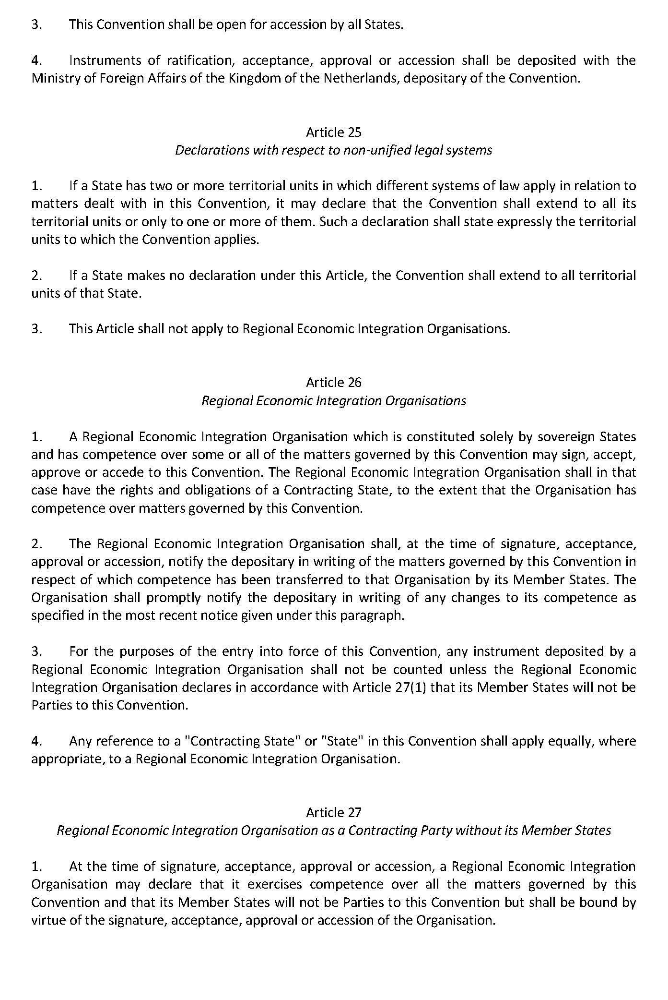 3. This Convention shall be open for accession by all States.
4. Instruments of ratification, acceptance, approval or accession shall be deposited with the
Ministry of Foreign Affairs of the Kingdom of the Netherlands, depositary of the Convention.
Article 25
Declarations with respect to non-unified legal systems
1. If a State has two or more territorial units in which different systems of law apply in relation to
matters dealt with in this Convention, it may declare that the Convention shall extend to all its
territorial units or only to one or more of them. Such a declaration shall state expressly the territorial
units to which the Convention applies.
2. If a State makes no declaration under this Article, the Convention shall extend to all territorial
units of that State.
3. This Article shall not apply to Regional Economic Integration Organisations.
Article 26
Regional Economic Integration Organisations
1. A Regional Economic Integration Organisation which is constituted solely by sovereign States
and has competence over some or all of the matters governed by this Convention may sign, accept,
approve or accede to this Convention. The Regional Economic Integration Organisation shall in that
case have the rights and obligations of a Contracting State, to the extent that the Organisation has
competence over matters governed by this Convention.
2. The Regional Economic Integration Organisation shall, at the time of signature, acceptance,
approval or accession, notify the depositary in writing of the matters governed by this Convention in
respect of which competence has been transferred to that Organisation by its Member States. The
Organisation shall promptly notify the depositary in writing of any changes to its competence as
specified in the most recent notice given under this paragraph.
3. For the purposes of the entry into force of this Convention, any instrument deposited by a
Regional Economic Integration Organisation shall not be counted unless the Regional Economic
Integration Organisation declares in accordance with Article 27(1) that its Member States will not be
Parties to this Convention.
4. Any reference to a "Contracting State" or "State" in this Convention shall apply equally, where
appropriate, to a Regional Economic Integration Organisation.
Article 27
Regional Economic Integration Organisation as a Contracting Party without its Member States
1. At the time of signature, acceptance, approval or accession, a Regional Economic Integration
Organisation may declare that it exercises competence over all the matters governed by this
Convention and that its Member States will not be Parties to this Convention but shall be bound by
virtue of the signature, acceptance, approval or accession of the Organisation.